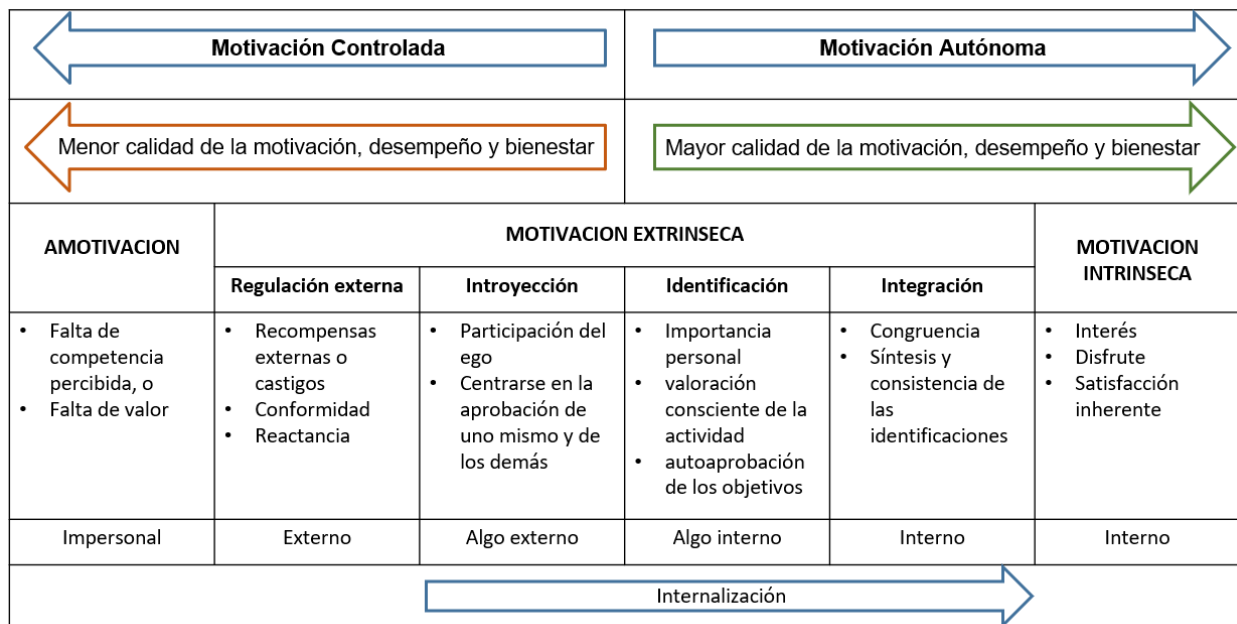 Motivación Controlada
Motivación Autónoma
Menor calidad de la motivación, desempeño y bienestar
Mayor calidad de la motivación, desempeño y bienestar
AMOTIVACION
MOTIVACION EXTRINSECA
MOTIVACION
INTRINSECA
Regulación externa
Introyección
Identificación
Integración
• Falta de
competencia
percibida, o
• Falta de valor
• Recompensas
externas o
castigos
• Conformidad
• Reactancia
• Participación del
ego
• Centrarse en la
aprobación de
uno mismo y de
los demás
• Importancia
personal
• valoración
consciente de la
actividad
• autoaprobación
de los objetivos
• Congruencia
• Síntesis y
consistencia de
las
identificaciones
• Interés
• Disfrute
• Satisfacción
inherente
Impersonal
Externo
Algo externo
Algo interno
Interno
Interno
Internalización